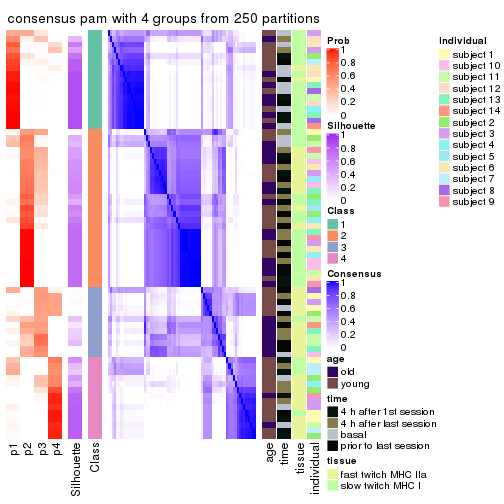 consensus pam with 4 groups from 250 partitions
Prob
1
0.8
0.6
0.4
0.2
0
Silhouette
1
0.8
0.6
0.4
0.2
0
Class
1
2
3
4
Consensus
1
0.8
0.6
0.4
0.2
0
age
old
young
time
4 h after 1st session
4 h after last session
basal
prior to last session
tissue
fast twitch MHC IIa
slow twitch MHC I
individual
subject 1
subject 10
subject 11
subject 12
subject 13
subject 14
subject 2
subject 3
subject 4
subject 5
subject 6
subject 7
subject 8
subject 9
p1
p2
p3
p4
Silhouette
Class
age
time
tissue
individual